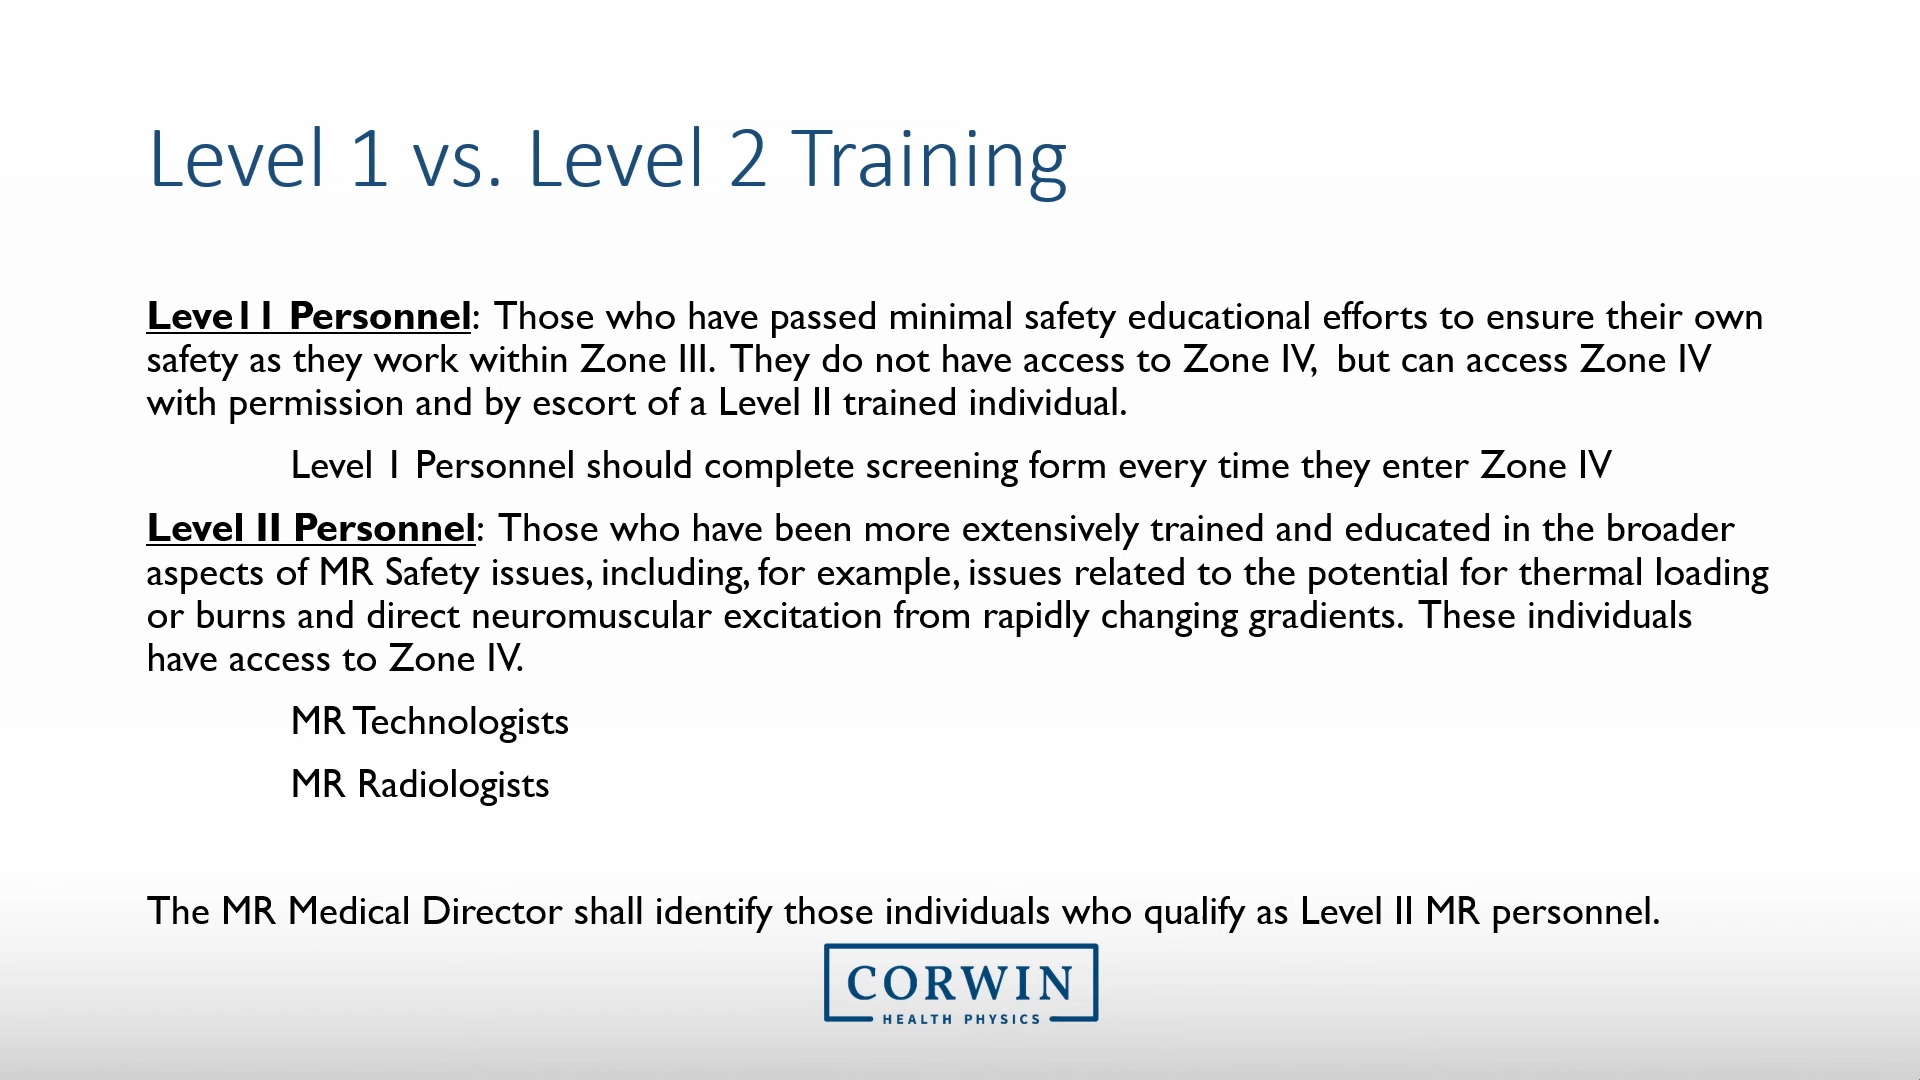 Level 1 vs. Level 2 Training
Level1 Personnel: Those who have passed minimal safety educational efforts to ensure their own
safety as they work within Zone III. They do not have access to Zone IV, but can access Zone IV
with permission and by escort of a Level II trained individual.
Level 1 Personnel should complete screening form every time they enter Zone IV
Level II Personnel: Those who have been more extensively trained and educated in the broader
aspects of MR Safety issues, including, for example, issues related to the potential for thermal loading
or burns and direct neuromuscular excitation from rapidly changing gradients. These individuals
have access to Zone IV.
MR Technologists
MR Radiologists
The MR Medical Director shall identify those individuals who qualify as Level II MR personnel.
CORWIN
HEALTH PHYSICS